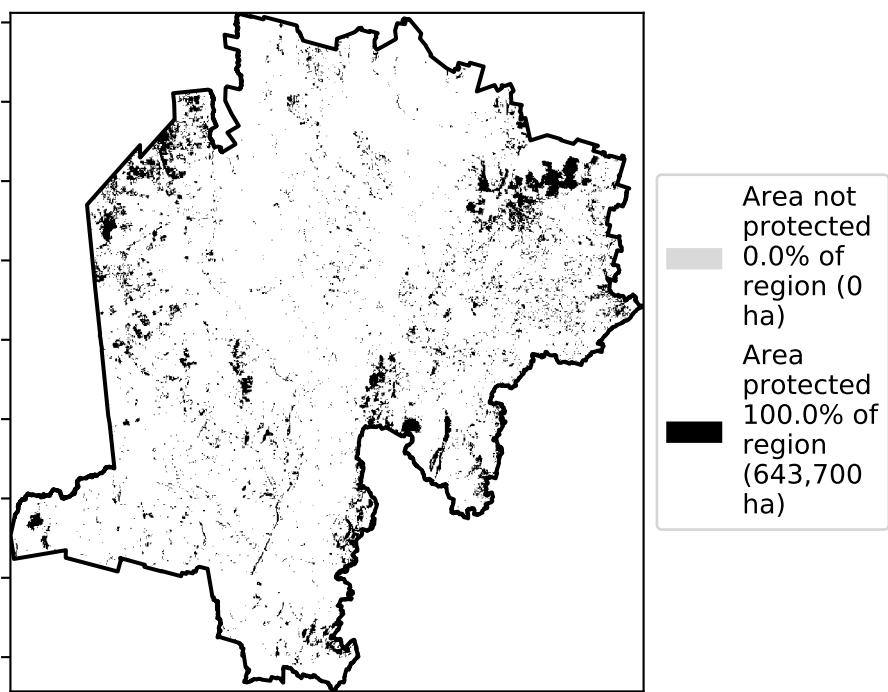 Area not
protected
0.0% of
region (0
ha)
Area
protected
100.0% of
region
(643,700
ha)